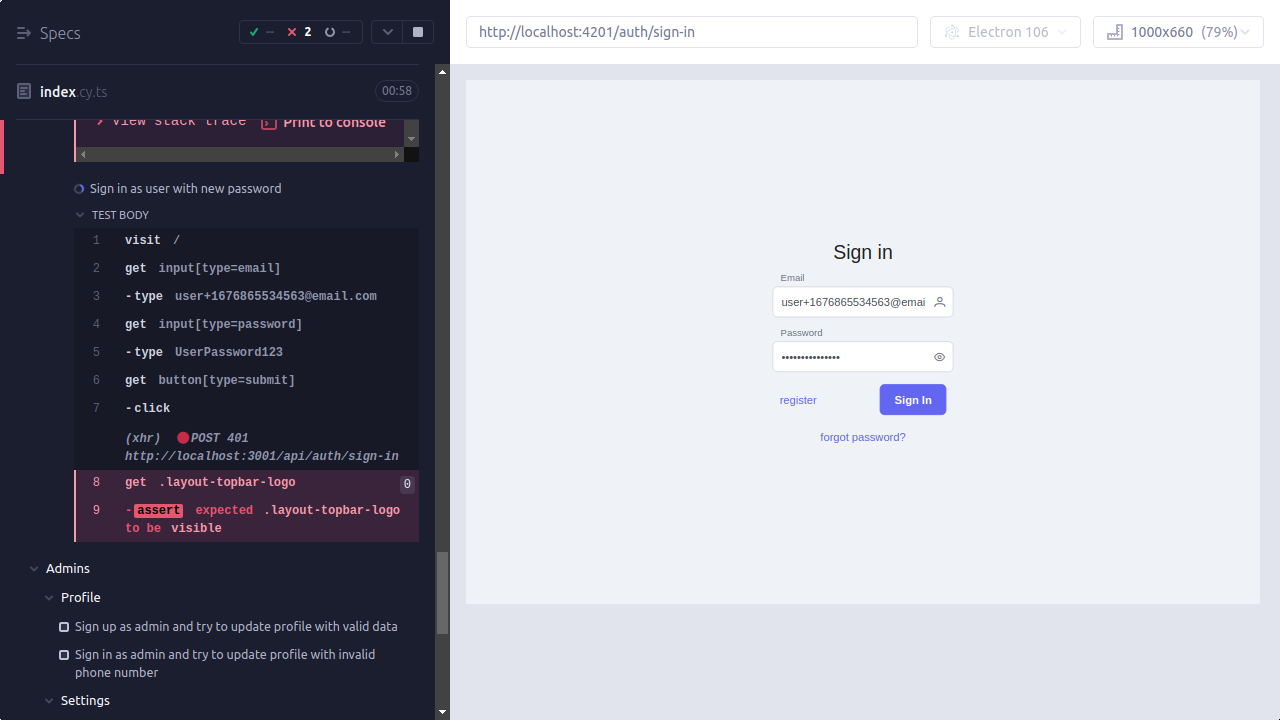 Specs
-- 2 --
index.cy.ts
00:58
View stack trace Print to console
Sign in as user with new password
TEST BODY
1 visit /
2 get input[type=email]
3 -type user+1676865534563@email.com
4 get input[type=password]
5 -type UserPassword123
6 get button[type=submit]
7 -click
(xhr) POST 401
http://localhost:3001/api/auth/sign-in
8 get .layout-topbar-logo 0
9 -assert expected .layout-topbar-logo
to be visible
Admins
Profile
Sign up as admin and try to update profile with valid data
Sign in as admin and try to update profile with invalid
phone number
Settings
http://localhost:4201/auth/sign-in
Electron 106
1000x660 (79%)
Sign in
Email
user+1676865534563@emai
Password
•••••••••••••••
register
Sign In
forgot password?